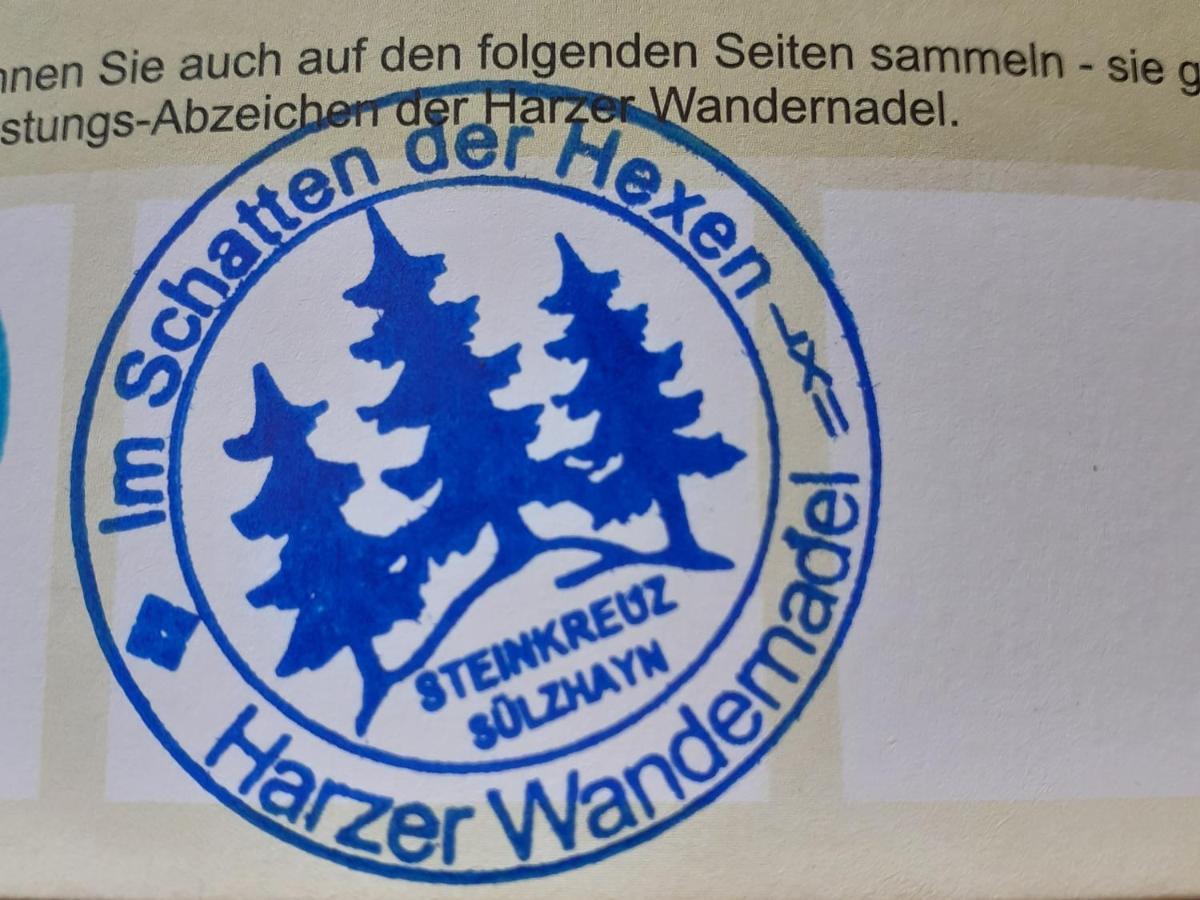 nnen Sie auch auf den folgenden Seiten sammeln - sie g
stungs-Abzeichen der Harzer Wandernadel.
Im Schatten der Hexen
STEINKREUZ
SÜLZHAYN
Harzer Wandernadel